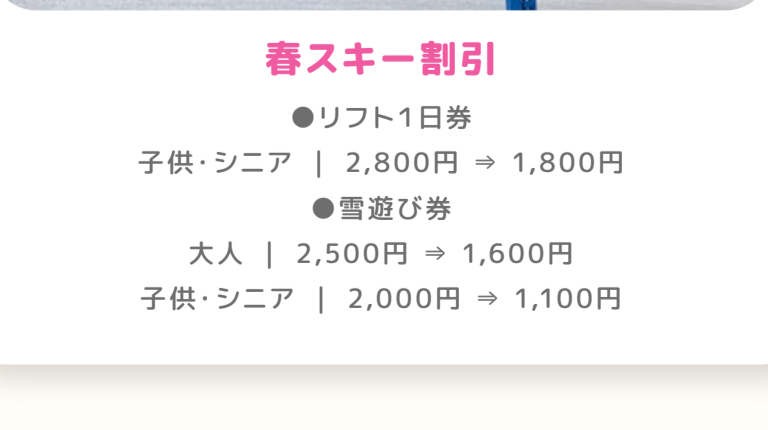 春スキー割引
●リフト1日券
子供・シニア | 2,800円 ⇒ 1,800円
●雪遊び券
大人 | 2,500円 ⇒ 1,600円
子供・シニア | 2,000円 ⇒ 1,100円